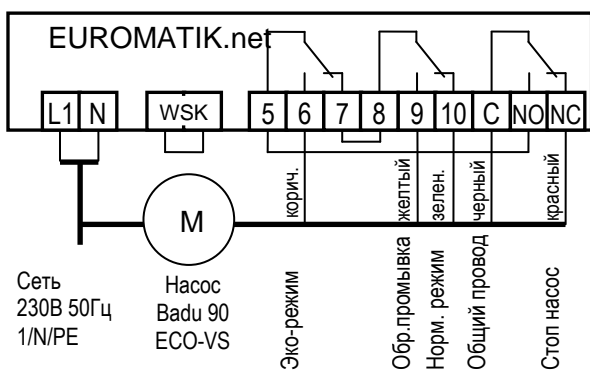 EUROMATIK.net
L1 N WSK 5 6 7 8 9 10 C NO NC
корич.
желтый
зелен.
черный
красный
M
Сеть
230В 50Гц
1/N/PE
Насос
Badu 90
ECO-VS
Эко-режим
Обр.промывка
Норм. режим
Общий провод
Стоп насос